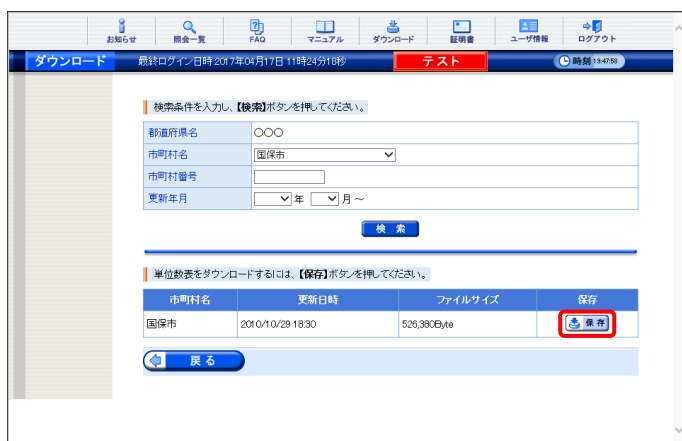 お知らせ 照会一覧 FAQ マニュアル ダウンロード 証明書 ユーザ情報 ログアウト
ダウンロード 最終ログイン日時 2017年04月17日 11時24分18秒 テスト 時刻 13:47:58
検索条件を入力し、【検索】ボタンを押してください。
都道府県名 〇〇〇
市町村名 国保市
市町村番号
更新年月 年 月 ～
検 索
単位数表をダウンロードするには、【保存】ボタンを押してください。
市町村名 更新日時 ファイルサイズ 保存
国保市 2010/10/29 18:30 526,380Byte 保存
戻る